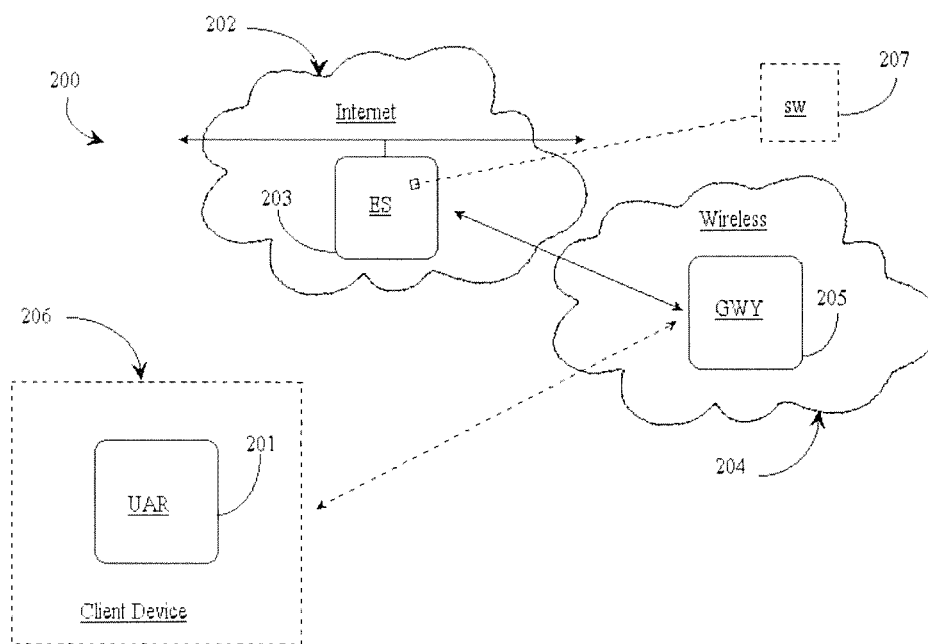 202
200
207
Internet
sw
203
ES
Wireless
206
GWY
205
201
204
UAR
Client Device